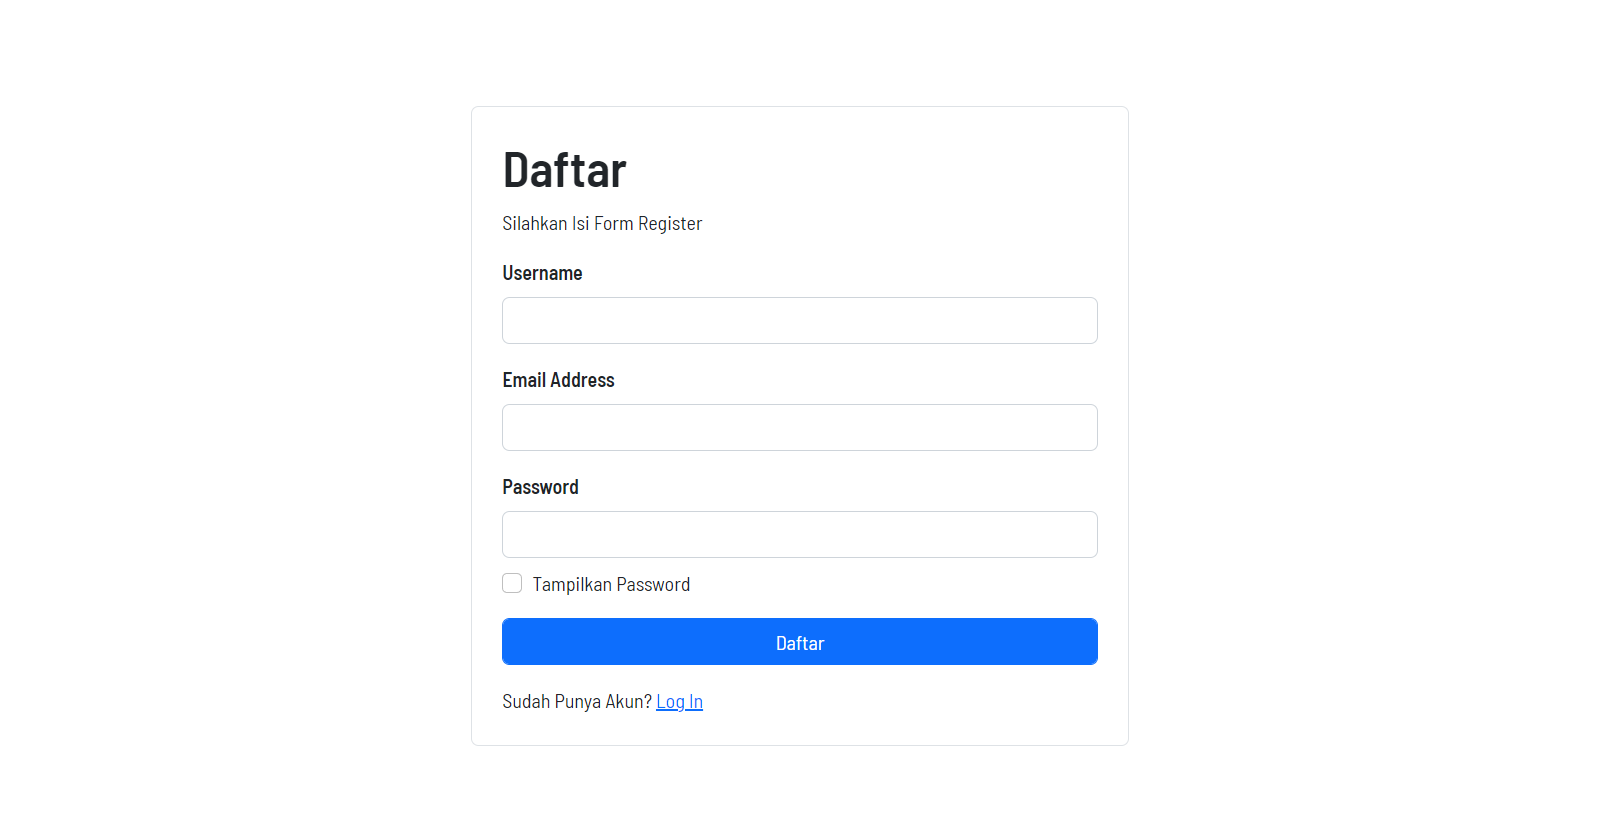 Daftar
Silahkan Isi Form Register
Username
Email Address
Password
Tampilkan Password
Daftar
Sudah Punya Akun? Log In